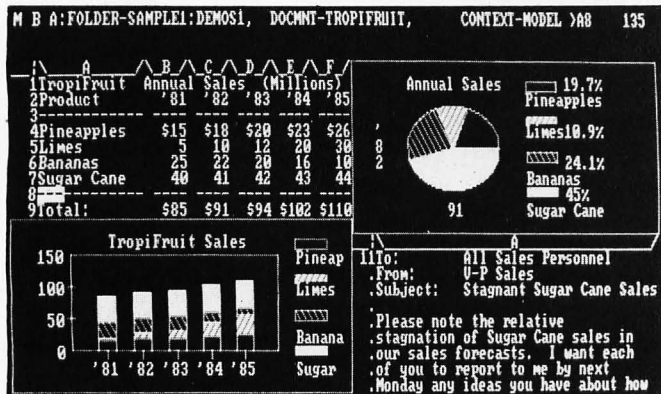 M B A:FOLDER-SAMPLE1:DEMOS1, DOCMNT-TROPIFRUIT, CONTEXT-MODEL >A8 135
A B C D E F
1TropiFruit Annual Sales (Millions)
2Product '81 '82 '83 '84 '85
3------------------------------------
4Pineapples $15 $18 $20 $23 $26
5Limes 5 10 12 20 30
6Bananas 25 22 20 16 10
7Sugar Cane 40 41 42 43 44
8------------------------------------
9Total: $85 $91 $94 $102 $110
Annual Sales
'82
91
19.7%
Pineapples
Limes10.9%
24.1%
Bananas
45%
Sugar Cane
TropiFruit Sales
150
100
50
0
'81 '82 '83 '84 '85
Pineap
Limes
Banana
Sugar
A
11To: All Sales Personnel
.From: V-P Sales
.Subject: Stagnant Sugar Cane Sales
.
.Please note the relative
.stagnation of Sugar Cane sales in
.our sales forecasts. I want each
.of you to report to me by next
.Monday any ideas you have about how